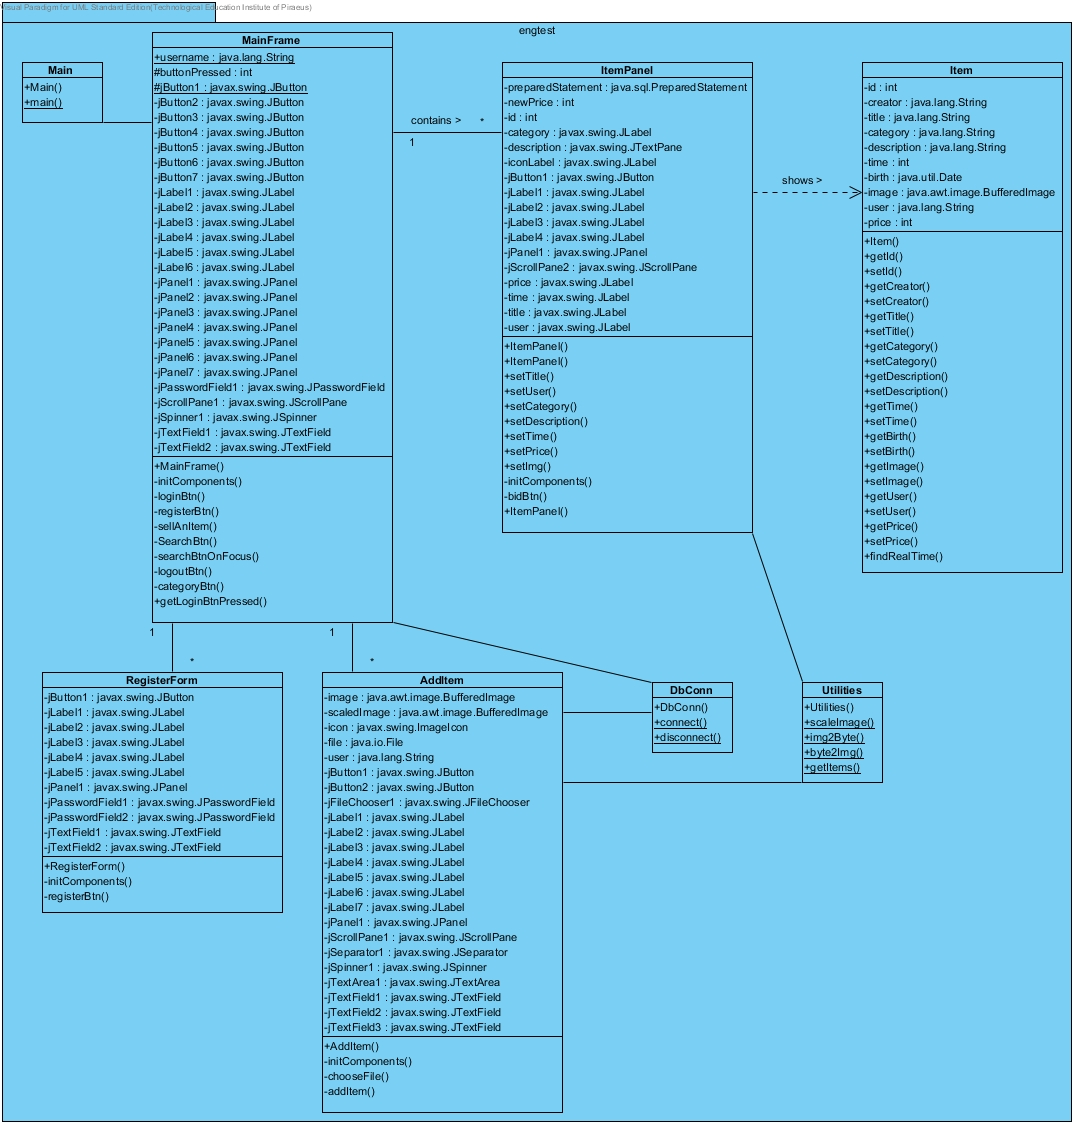 Visual Paradigm for UML Standard Edition(Technological Education Institute of Piraeus)
engtest
Main
+Main()
+main()
MainFrame
+username : java.lang.String
#buttonPressed : int
#jButton1 : javax.swing.JButton
-jButton2 : javax.swing.JButton
-jButton3 : javax.swing.JButton
-jButton4 : javax.swing.JButton
-jButton5 : javax.swing.JButton
-jButton6 : javax.swing.JButton
-jButton7 : javax.swing.JButton
-jLabel1 : javax.swing.JLabel
-jLabel2 : javax.swing.JLabel
-jLabel3 : javax.swing.JLabel
-jLabel4 : javax.swing.JLabel
-jLabel5 : javax.swing.JLabel
-jLabel6 : javax.swing.JLabel
-jPanel1 : javax.swing.JPanel
-jPanel2 : javax.swing.JPanel
-jPanel3 : javax.swing.JPanel
-jPanel4 : javax.swing.JPanel
-jPanel5 : javax.swing.JPanel
-jPanel6 : javax.swing.JPanel
-jPanel7 : javax.swing.JPanel
-jPasswordField1 : javax.swing.JPasswordField
-jScrollPane1 : javax.swing.JScrollPane
-jSpinner1 : javax.swing.JSpinner
-jTextField1 : javax.swing.JTextField
-jTextField2 : javax.swing.JTextField
+MainFrame()
-initComponents()
-loginBtn()
-registerBtn()
-sellAnItem()
-SearchBtn()
-searchBtnOnFocus()
-logoutBtn()
-categoryBtn()
+getLoginBtnPressed()
contains >
*
1
ItemPanel
-preparedStatement : java.sql.PreparedStatement
-newPrice : int
-id : int
-category : javax.swing.JLabel
-description : javax.swing.JTextPane
-iconLabel : javax.swing.JLabel
-jButton1 : javax.swing.JButton
-jLabel1 : javax.swing.JLabel
-jLabel2 : javax.swing.JLabel
-jLabel3 : javax.swing.JLabel
-jLabel4 : javax.swing.JLabel
-jPanel1 : javax.swing.JPanel
-jScrollPane2 : javax.swing.JScrollPane
-price : javax.swing.JLabel
-time : javax.swing.JLabel
-title : javax.swing.JLabel
-user : javax.swing.JLabel
+ItemPanel()
+ItemPanel()
+setTitle()
+setUser()
+setCategory()
+setDescription()
+setTime()
+setPrice()
+setImg()
-initComponents()
-bidBtn()
+ItemPanel()
shows >
Item
-id : int
-creator : java.lang.String
-title : java.lang.String
-category : java.lang.String
-description : java.lang.String
-time : int
-birth : java.util.Date
-image : java.awt.image.BufferedImage
-user : java.lang.String
-price : int
+Item()
+getId()
+setId()
+getCreator()
+setCreator()
+getTitle()
+setTitle()
+getCategory()
+setCategory()
+getDescription()
+setDescription()
+getTime()
+setTime()
+getBirth()
+setBirth()
+getImage()
+setImage()
+getUser()
+setUser()
+getPrice()
+setPrice()
+findRealTime()
1
*
1
*
RegisterForm
-jButton1 : javax.swing.JButton
-jLabel1 : javax.swing.JLabel
-jLabel2 : javax.swing.JLabel
-jLabel3 : javax.swing.JLabel
-jLabel4 : javax.swing.JLabel
-jLabel5 : javax.swing.JLabel
-jPanel1 : javax.swing.JPanel
-jPasswordField1 : javax.swing.JPasswordField
-jPasswordField2 : javax.swing.JPasswordField
-jTextField1 : javax.swing.JTextField
-jTextField2 : javax.swing.JTextField
+RegisterForm()
-initComponents()
-registerBtn()
AddItem
-image : java.awt.image.BufferedImage
-scaledImage : java.awt.image.BufferedImage
-icon : javax.swing.ImageIcon
-file : java.io.File
-user : java.lang.String
-jButton1 : javax.swing.JButton
-jButton2 : javax.swing.JButton
-jFileChooser1 : javax.swing.JFileChooser
-jLabel1 : javax.swing.JLabel
-jLabel2 : javax.swing.JLabel
-jLabel3 : javax.swing.JLabel
-jLabel4 : javax.swing.JLabel
-jLabel5 : javax.swing.JLabel
-jLabel6 : javax.swing.JLabel
-jLabel7 : javax.swing.JLabel
-jPanel1 : javax.swing.JPanel
-jScrollPane1 : javax.swing.JScrollPane
-jSeparator1 : javax.swing.JSeparator
-jSpinner1 : javax.swing.JSpinner
-jTextArea1 : javax.swing.JTextArea
-jTextField1 : javax.swing.JTextField
-jTextField2 : javax.swing.JTextField
-jTextField3 : javax.swing.JTextField
+AddItem()
-initComponents()
-chooseFile()
-addItem()
DbConn
+DbConn()
+connect()
+disconnect()
Utilities
+Utilities()
+scaleImage()
+img2Byte()
+byte2Img()
+getItems()